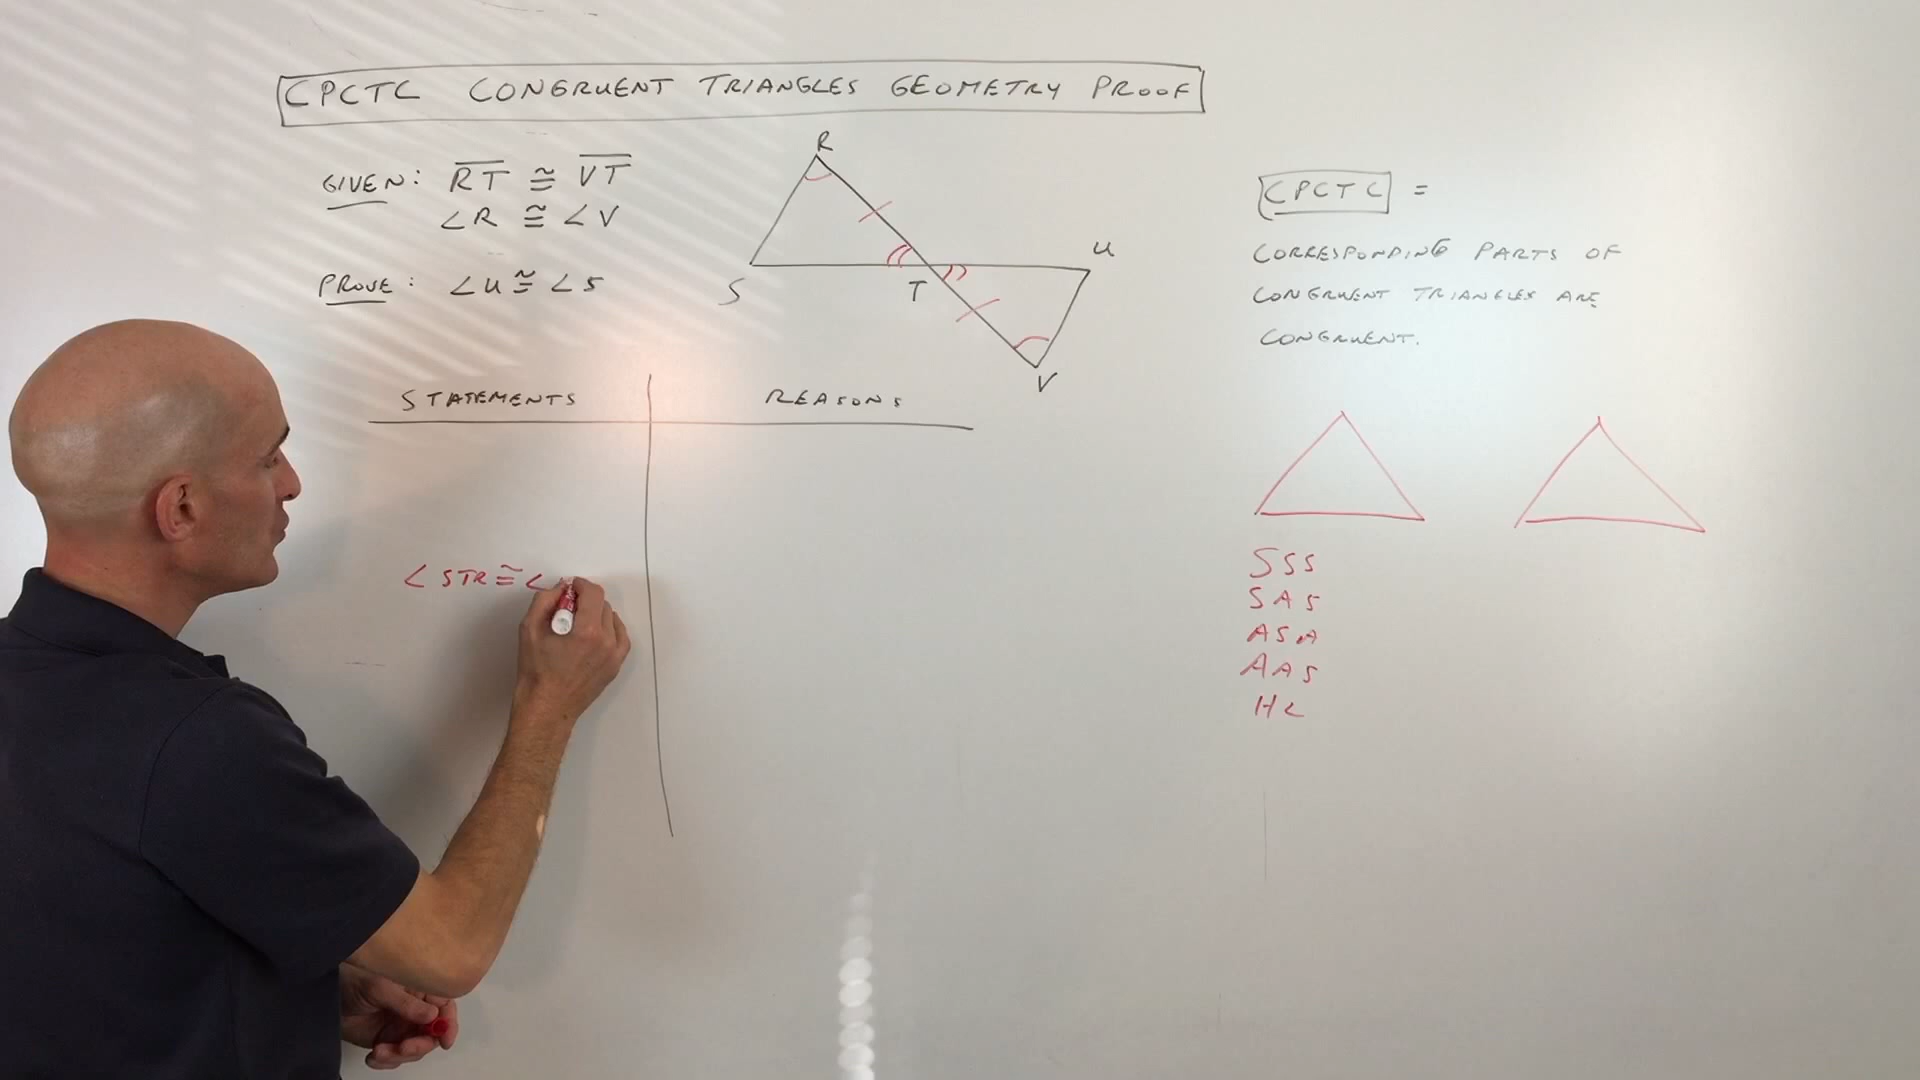 CPCTC CONGRUENT TRIANGLES GEOMETRY PROOF
GIVEN: RT ≅ VT
∠R ≅ ∠V
PROVE: ∠U ≅ ∠S
R
S
T
U
V
CPCTC =
CORRESPONDING PARTS OF
CONGRUENT TRIANGLES ARE
CONGRUENT.
STATEMENTS REASONS
∠STR ≅ ∠
SSS
SAS
ASA
AAS
HL